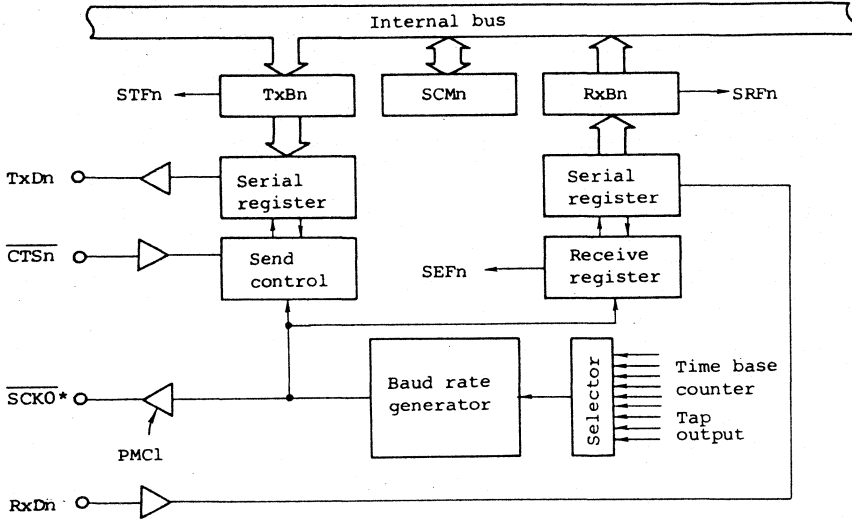 Internal bus
STFn
TxBn
SCMn
RxBn
SRFn
TxDn
Serial
register
Serial
register
CTSn
Send
control
SEFn
Receive
register
SCK0*
PMC1
Baud rate
generator
Selector
Time base
counter
Tap
output
RxDn